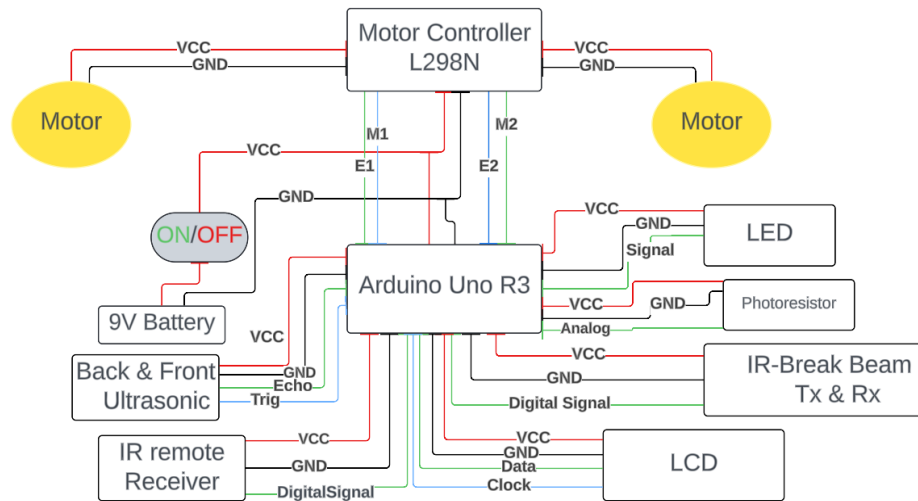 Motor Controller
L298N
VCC
GND
VCC
GND
Motor
Motor
M1
M2
VCC
E1
E2
GND
ON/OFF
VCC
GND
Signal
LED
Arduino Uno R3
9V Battery
VCC
GND
Photoresistor
Analog
VCC
Back & Front
Ultrasonic
GND
Echo
Trig
VCC
GND
Digital Signal
IR-Break Beam
Tx & Rx
IR remote
Receiver
VCC
GND
DigitalSignal
VCC
GND
Data
Clock
LCD